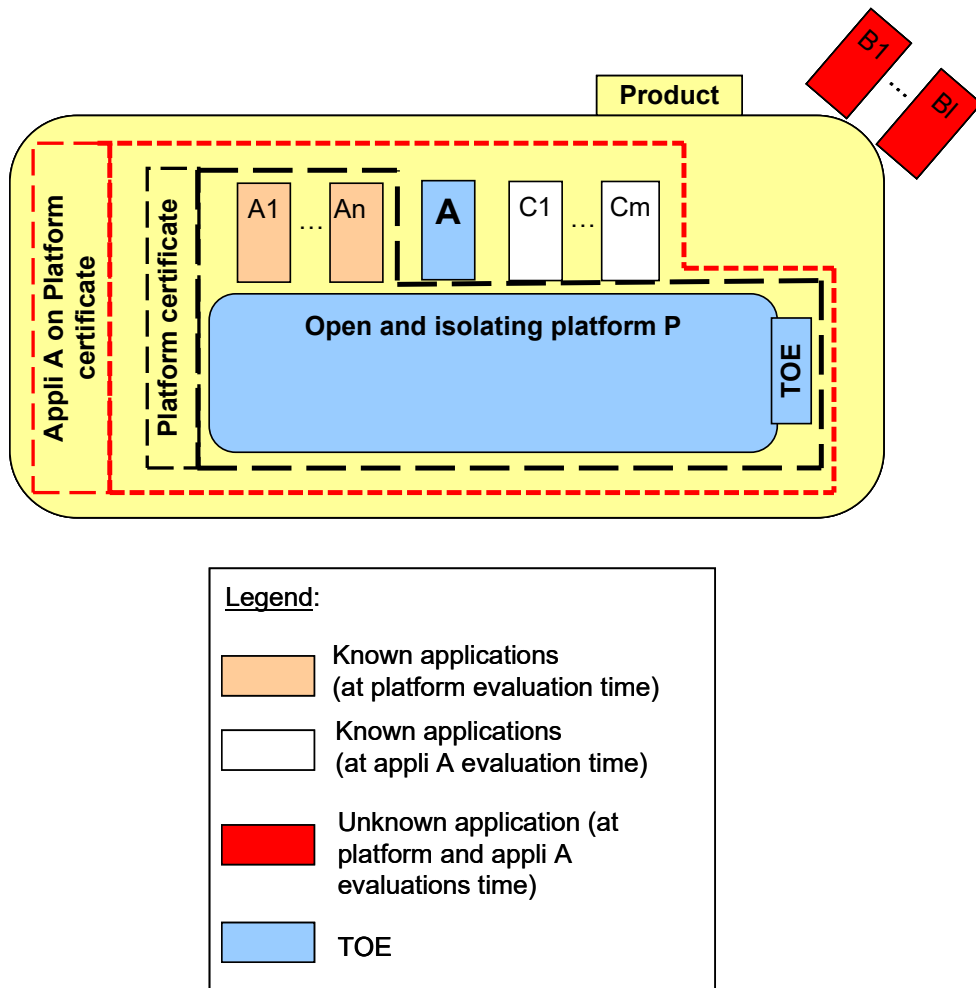 B1
...
Bl
Product
Appli A on Platform
certificate
Platform certificate
A1
...
An
A
C1
...
Cm
Open and isolating platform P
TOE
Legend:
Known applications
(at platform evaluation time)
Known applications
(at appli A evaluation time)
Unknown application (at
platform and appli A
evaluations time)
TOE